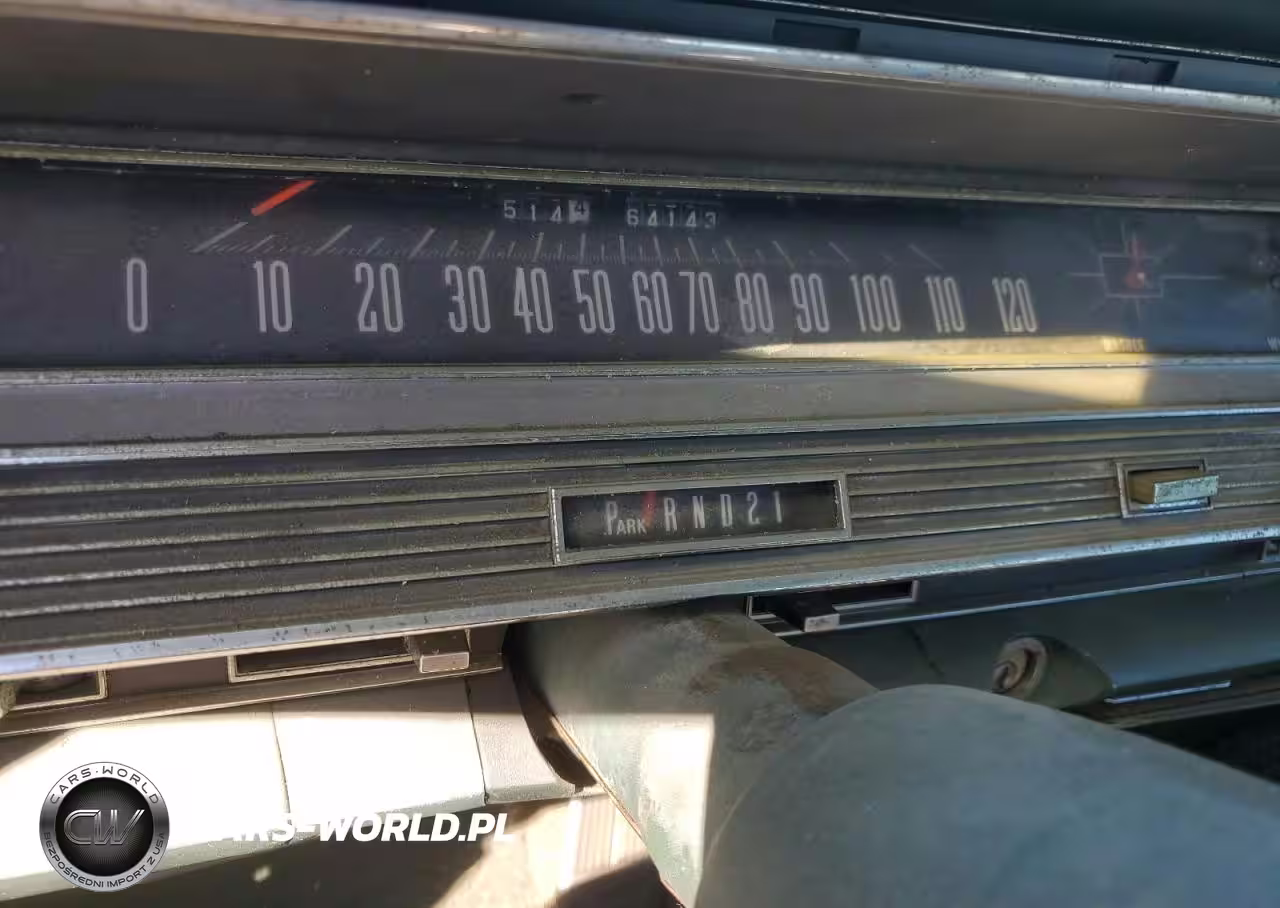 5144 64143
0 10 20 30 40 50 60 70 80 90 100 110 120
PARK R N D 2 1
CARS-WORLD
CW
BEZPOŚREDNI IMPORT Z USA
CARS-WORLD.PL